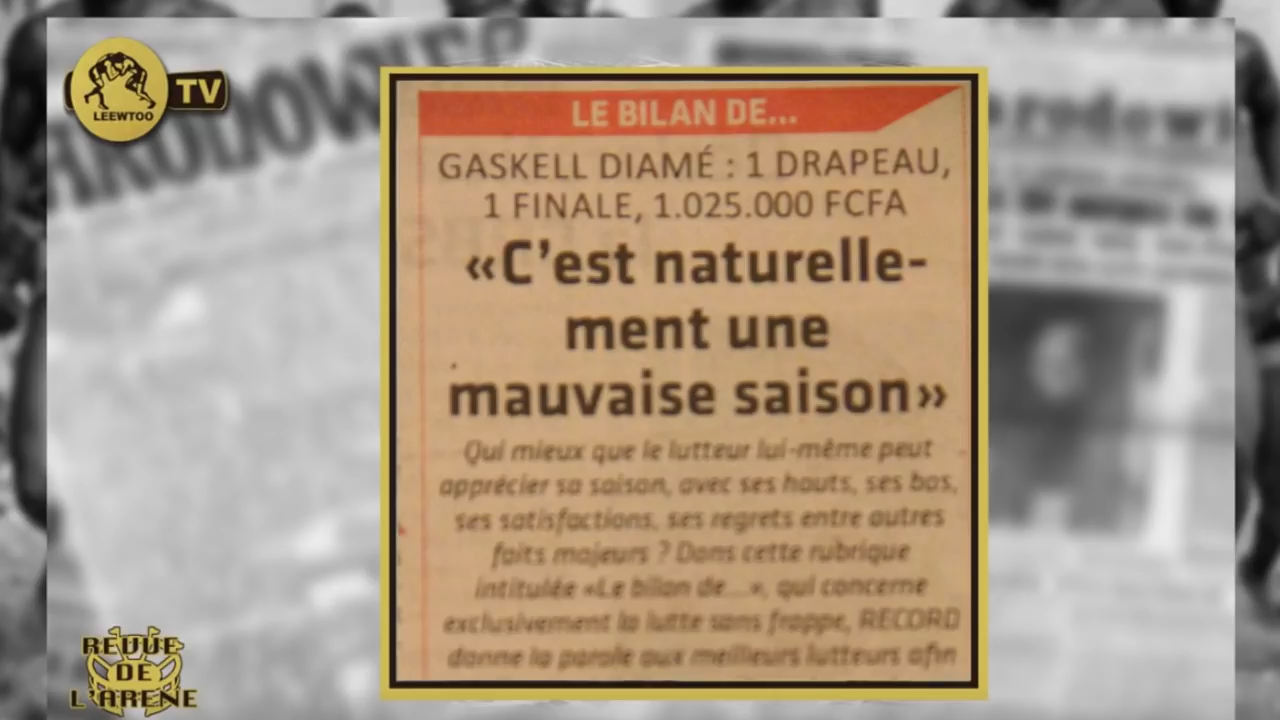 LEEWTOO
TV
LE BILAN DE...
GASKELL DIAMÉ : 1 DRAPEAU,
1 FINALE, 1.025.000 FCFA
«C'est naturelle-
ment une
mauvaise saison»
Qui mieux que le lutteur lui-même peut
apprécier sa saison, avec ses hauts, ses bas,
ses satisfactions, ses regrets entre autres
faits majeurs ? Dans cette rubrique
intitulée «Le bilan de...», qui concerne
exclusivement la lutte sans frappe, RECORD
donne la parole aux meilleurs lutteurs afin
REVUE
DE
L'ARENE